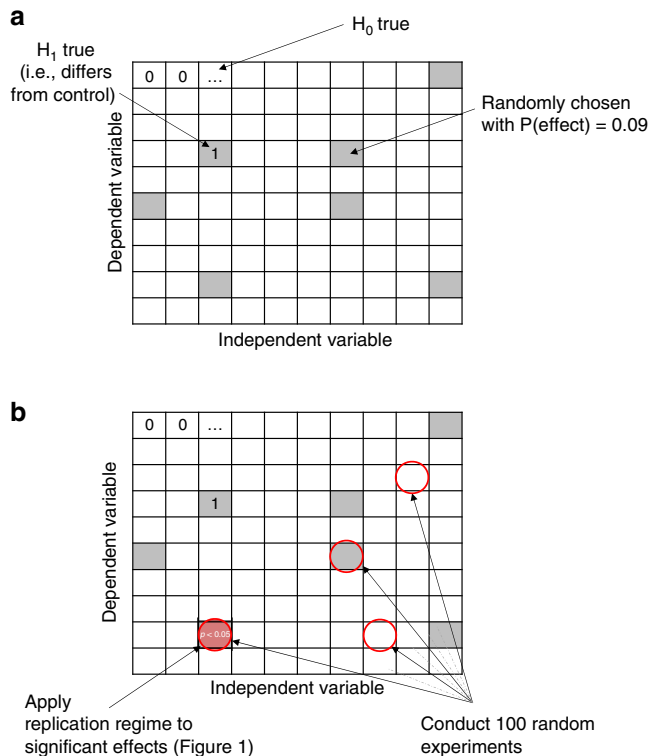 a
H₀ true
H₁ true
(i.e., differs
from control)
0 0 ...
Randomly chosen
with P(effect) = 0.09
1
Dependent variable
Independent variable
b
0 0 ...
1
Dependent variable
p < 0.05
Independent variable
Apply
replication regime to
significant effects (Figure 1)
Conduct 100 random
experiments